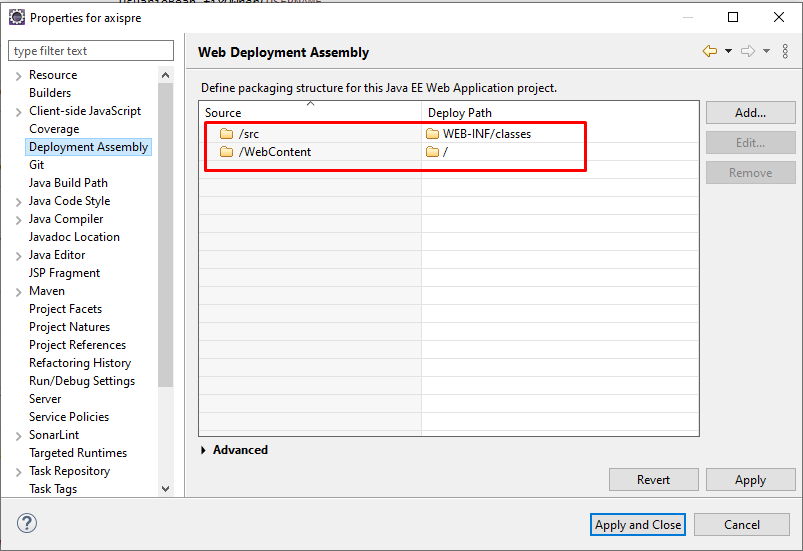 usuarioBean.fixOwner(USERNAME
Properties for axispre
type filter text
Resource
Builders
Client-side JavaScript
Coverage
Deployment Assembly
Git
Java Build Path
Java Code Style
Java Compiler
Javadoc Location
Java Editor
JSP Fragment
Maven
Project Facets
Project Natures
Project References
Refactoring History
Run/Debug Settings
Server
Service Policies
SonarLint
Targeted Runtimes
Task Repository
Task Tags
Web Deployment Assembly
Define packaging structure for this Java EE Web Application project.
Source Deploy Path
/src WEB-INF/classes
/WebContent /
Add...
Edit...
Remove
Advanced
Revert Apply
Apply and Close Cancel